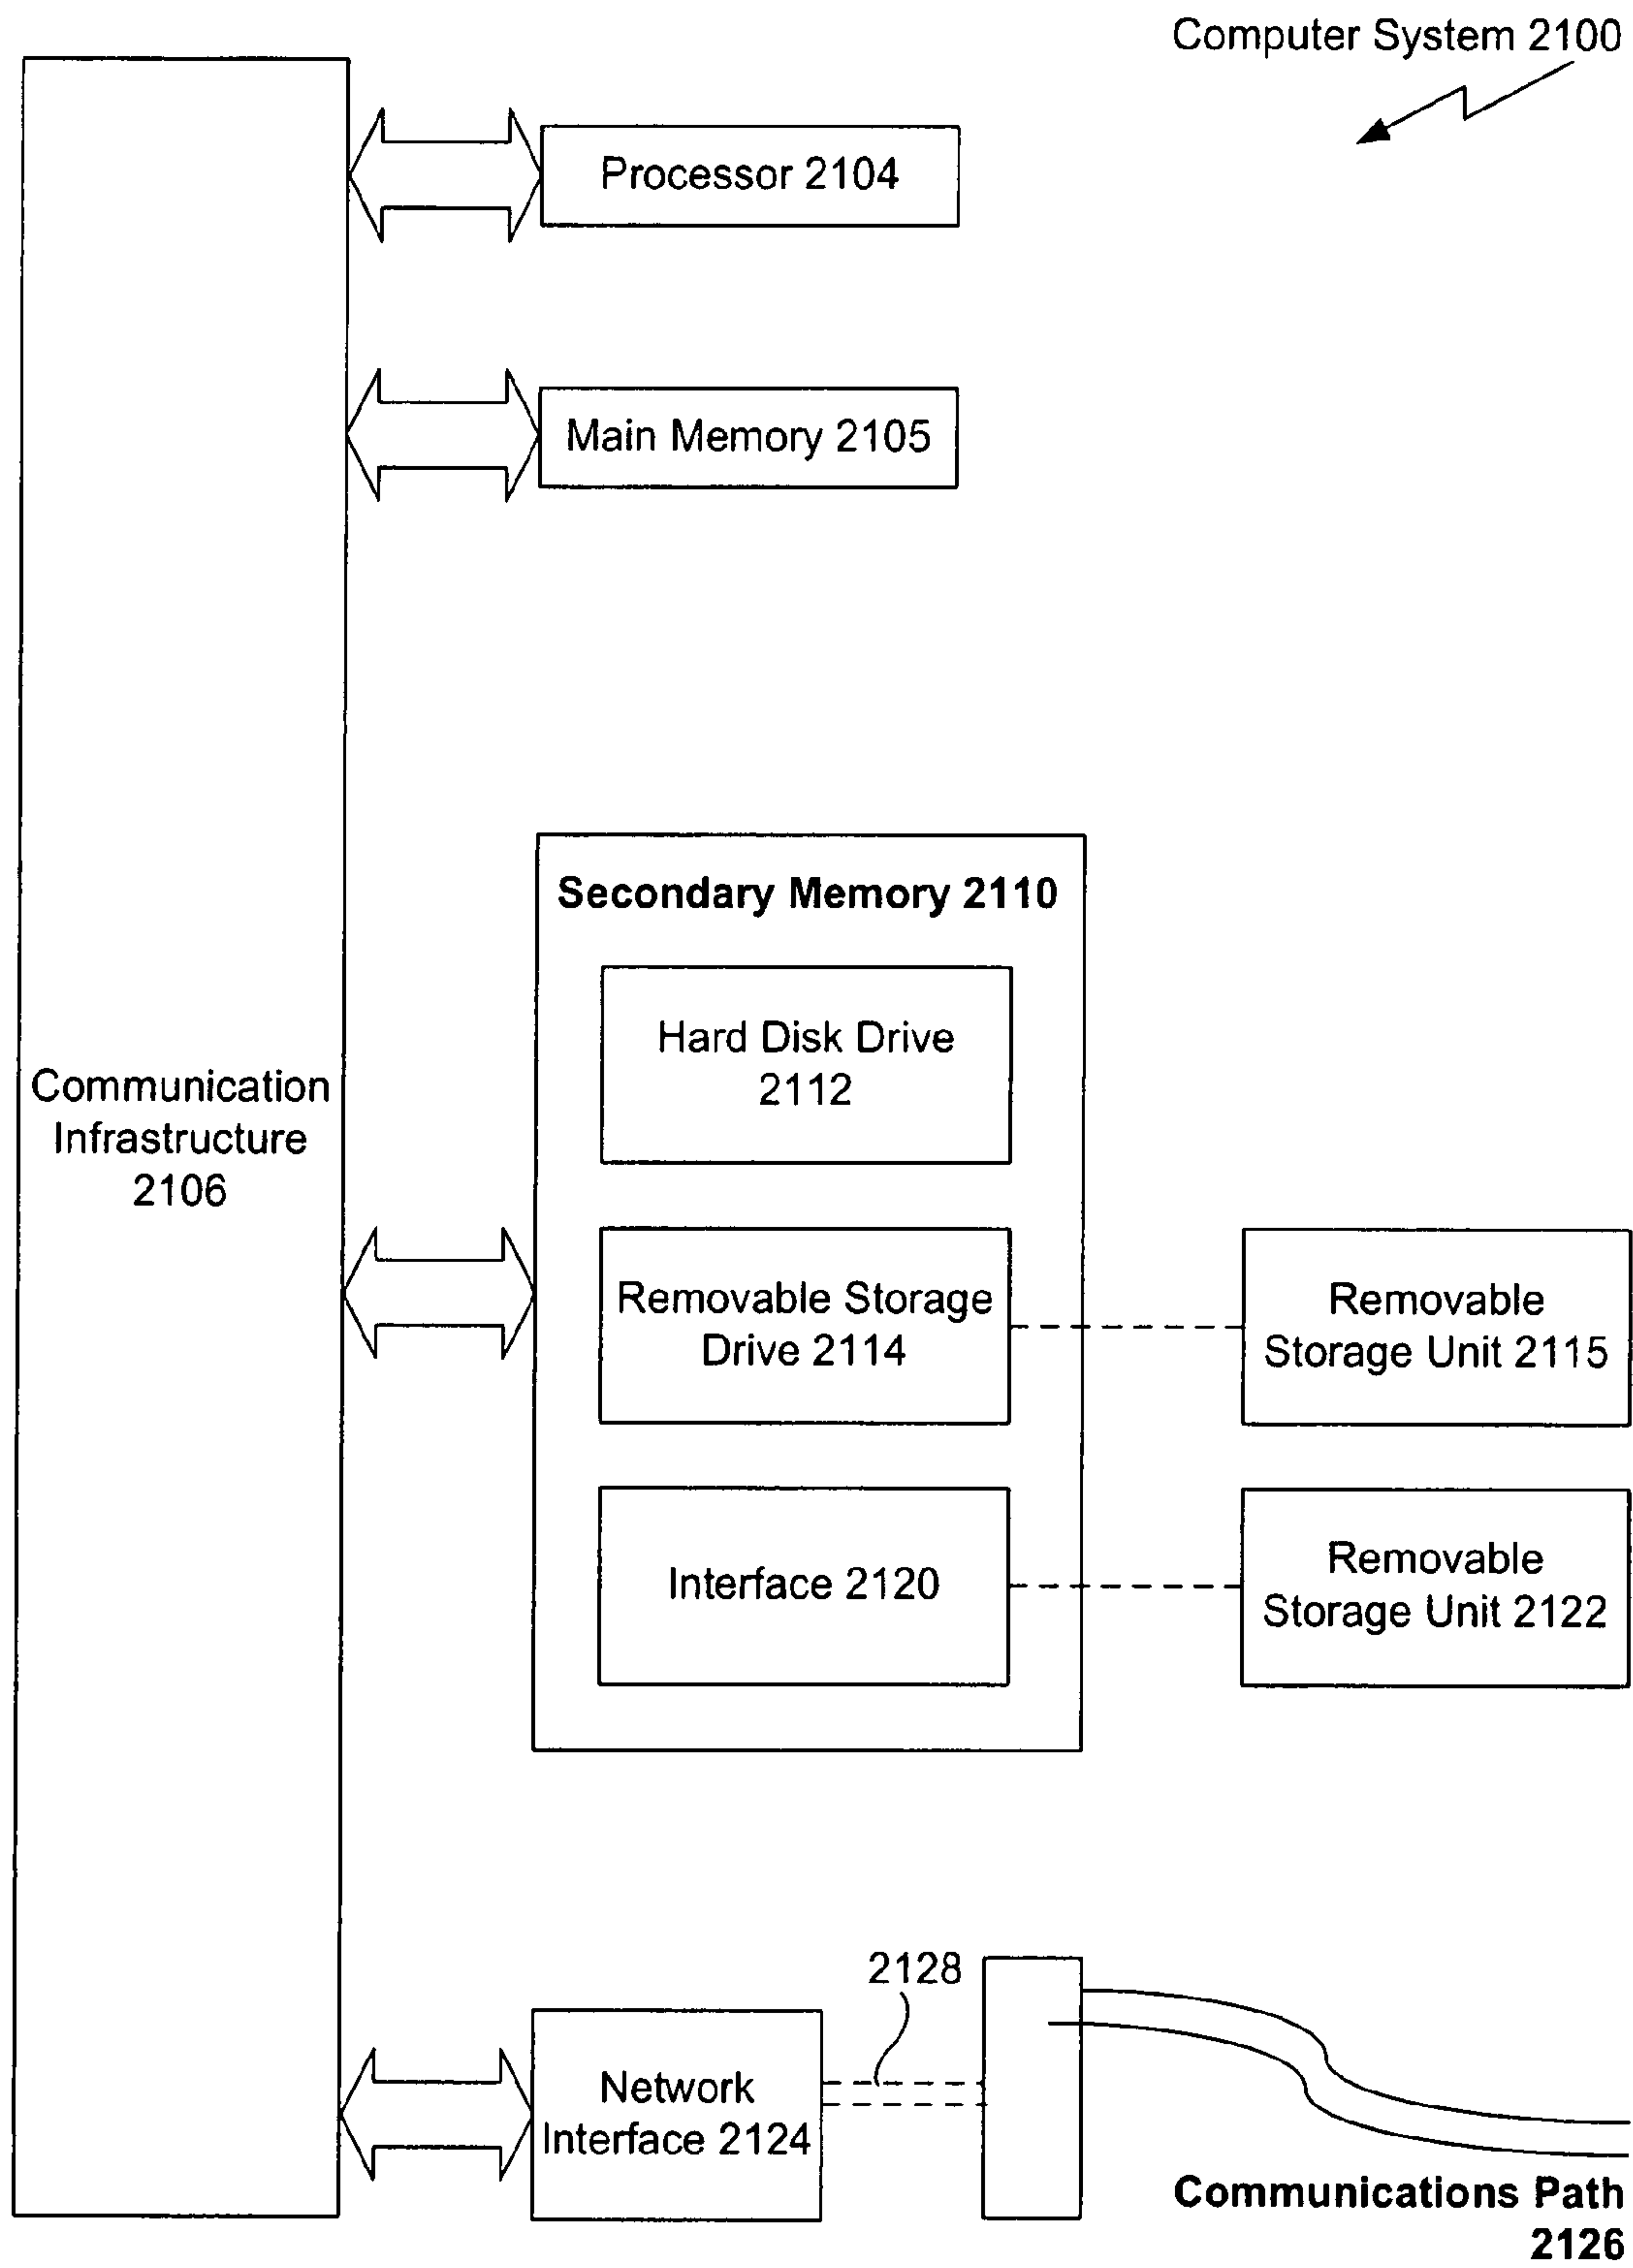 Computer System 2100
Processor 2104
Main Memory 2105
Secondary Memory 2110
Hard Disk Drive
2112
Communication
Infrastructure
2106
Removable Storage
Drive 2114
Removable
Storage Unit 2115
Interface 2120
Removable
Storage Unit 2122
2128
Network
Interface 2124
Communications Path
2126